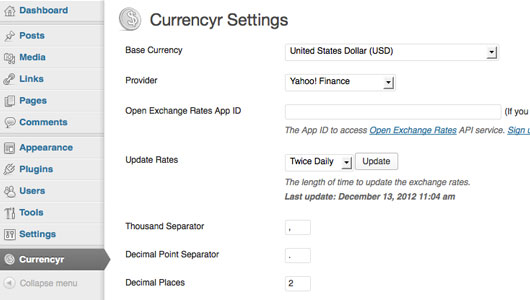 Dashboard
Posts
Media
Links
Pages
Comments
Appearance
Plugins
Users
Tools
Settings
Currencyr
Collapse menu
Currencyr Settings
Base Currency
United States Dollar (USD)
Provider
Yahoo! Finance
Open Exchange Rates App ID
(If you
The App ID to access Open Exchange Rates API service. Sign u
Update Rates
Twice Daily
Update
The length of time to update the exchange rates.
Last update: December 13, 2012 11:04 am
Thousand Separator
,
Decimal Point Separator
.
Decimal Places
2